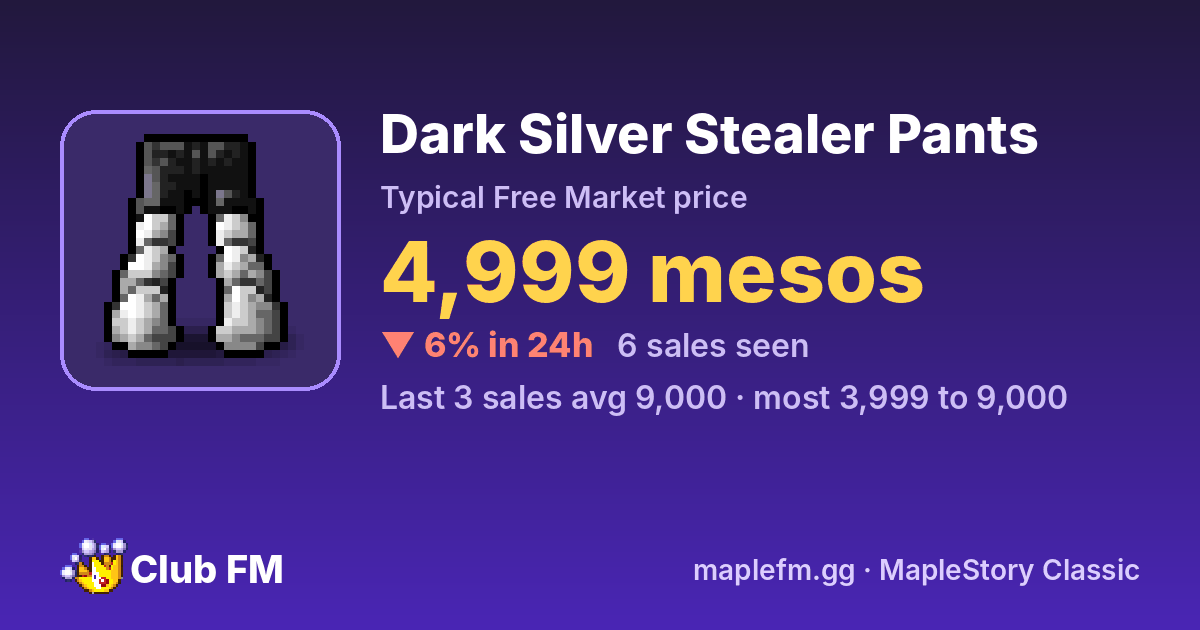 Dark Silver Stealer Pants
Typical Free Market price
4,999 mesos
▼ 6% in 24h 6 sales seen
Last 3 sales avg 9,000 · most 3,999 to 9,000
Club FM
maplefm.gg · MapleStory Classic